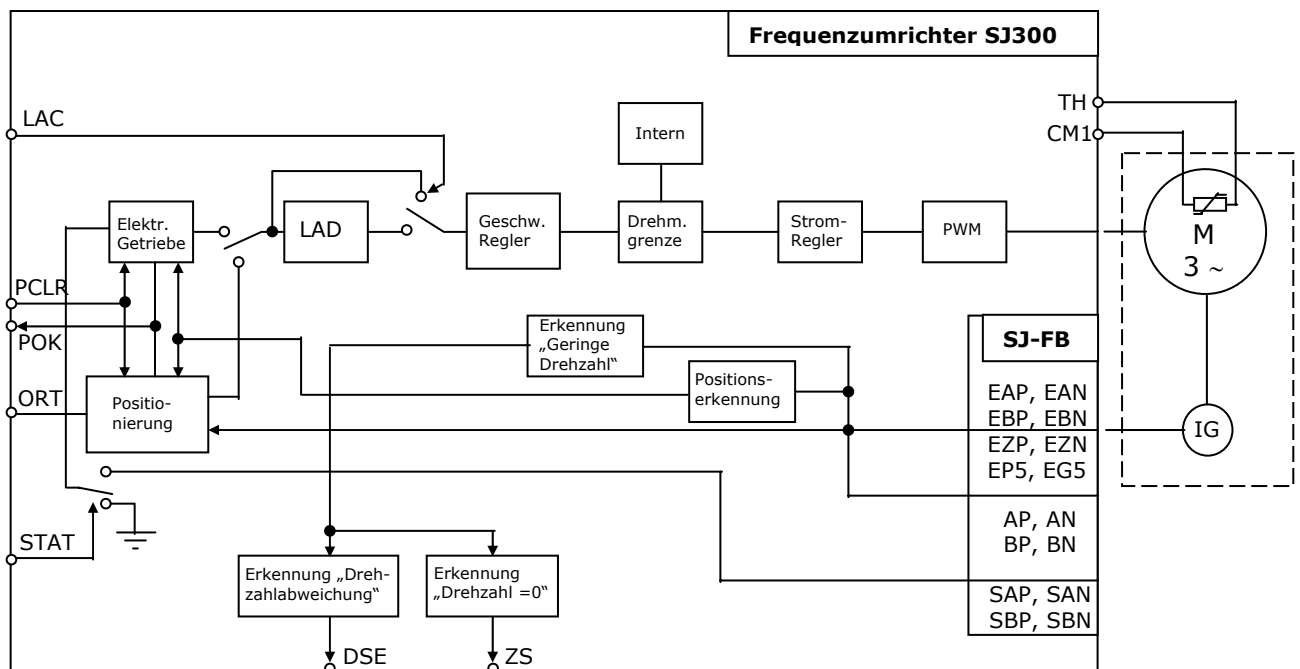 Frequenzumrichter SJ300
TH
LAC
CM1
Intern
Elektr.
Getriebe
LAD
Geschw.
Regler
Drehm.
grenze
Strom-
Regler
PWM
M
3 ~
PCLR
POK
Erkennung
„Geringe
Drehzahl“
SJ-FB
Positions-
erkennung
EAP, EAN
EBP, EBN
EZP, EZN
EP5, EG5
IG
ORT
Positio-
nierung
AP, AN
BP, BN
STAT
Erkennung „Dreh-
zahlabweichung“
Erkennung
„Drehzahl =0“
SAP, SAN
SBP, SBN
DSE
ZS